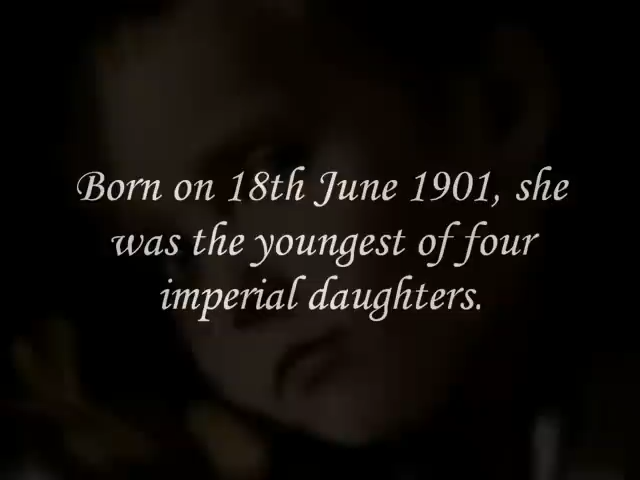 Born on 18th June 1901, she
was the youngest of four
imperial daughters.